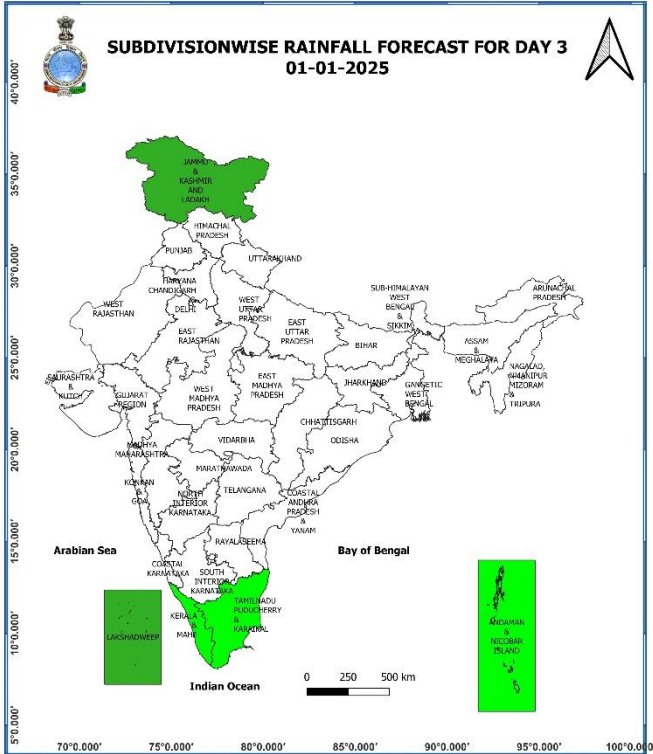 SUBDIVISIONWISE RAINFALL FORECAST FOR DAY 3
01-01-2025
40°0.000'
35°0.000'
30°0.000'
25°0.000'
20°0.000'
15°0.000'
10°0.000'
5°0.000'
JAMMU
&
KASHMIR
AND
LADAKH
HIMACHAL
PRADESH
PUNJAB
UTTARAKHAND
HARYANA
CHANDIGARH
&
DELHI
WEST
RAJASTHAN
WEST
UTTAR
PRADESH
SUB-HIMALAYAN
WEST
BENGAL
&
SIKKIM
ARUNACHAL
PRADESH
EAST
RAJASTHAN
EAST
UTTAR
PRADESH
BIHAR
ASSAM
&
MEGHALAYA
NAGALAD,
MANIPUR
MIZORAM
&
TRIPURA
SAURASHTRA
&
KUTCH
GUJARAT
REGION
WEST
MADHYA
PRADESH
EAST
MADHYA
PRADESH
JHARKHAND
GANGETIC
WEST
BENGAL
CHHATTISGARH
ODISHA
VIDARBHA
MADHYA
MAHARASHTRA
MARATHAWADA
KONKAN
&
GOA
NORTH
INTERIOR
KARNATAKA
TELANGANA
COASTAL
ANDHRA
PRADESH
&
YANAM
RAYALASEEMA
Arabian Sea
Bay of Bengal
COASTAL
KARNATAKA
SOUTH
INTERIOR
KARNATAKA
TAMILNADU
PUDUCHERRY
&
KARAIKAL
KERALA
&
MAHE
LAKSHADWEEP
ANDAMAN
&
NICOBAR
ISLAND
Indian Ocean
0 250 500 km
70°0.000' 75°0.000' 80°0.000' 85°0.000' 90°0.000' 95°0.000' 100°0.000'